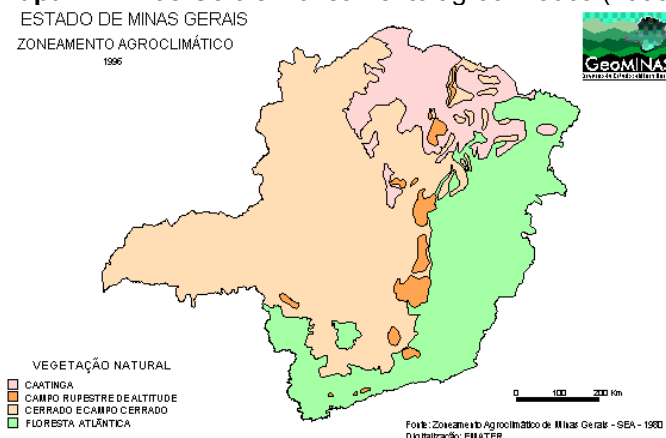 ESTADO DE MINAS GERAIS
ZONEAMENTO AGROCLIMÁTICO
1996
GeoMINAS
VEGETAÇÃO NATURAL
CAATINGA
CAMPO RUPESTRE DE ALTITUDE
CERRADO E CAMPO CERRADO
FLORESTA ATLÂNTICA
0 100 200 Km
Fonte: Zoneamento Agroclimático de Minas Gerais - SEA - 1980
Digitalização: EMATER